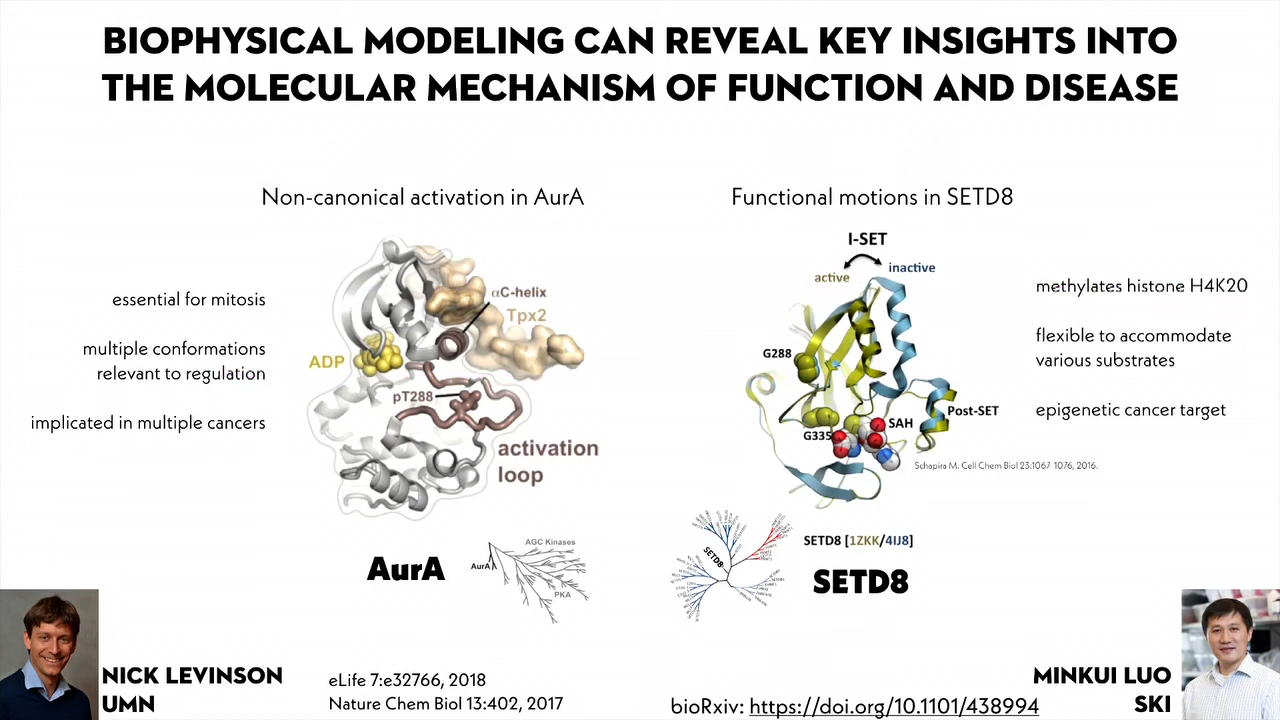 BIOPHYSICAL MODELING CAN REVEAL KEY INSIGHTS INTO
THE MOLECULAR MECHANISM OF FUNCTION AND DISEASE
Non-canonical activation in AurA
essential for mitosis
multiple conformations
relevant to regulation
implicated in multiple cancers
αC-helix
Tpx2
ADP
pT288
activation
loop
AurA
AGC Kinases
AurA
PKA
NICK LEVINSON
UMN
eLife 7:e32766, 2018
Nature Chem Biol 13:402, 2017
Functional motions in SETD8
I-SET
active
inactive
G288
G335
SAH
Post-SET
Schapira M. Cell Chem Biol 23:1067 1076, 2016.
methylates histone H4K20
flexible to accommodate
various substrates
epigenetic cancer target
SETD8
SETD8 [1ZKK/4IJ8]
SETD8
bioRxiv: https://doi.org/10.1101/438994
MINKUI LUO
SKI